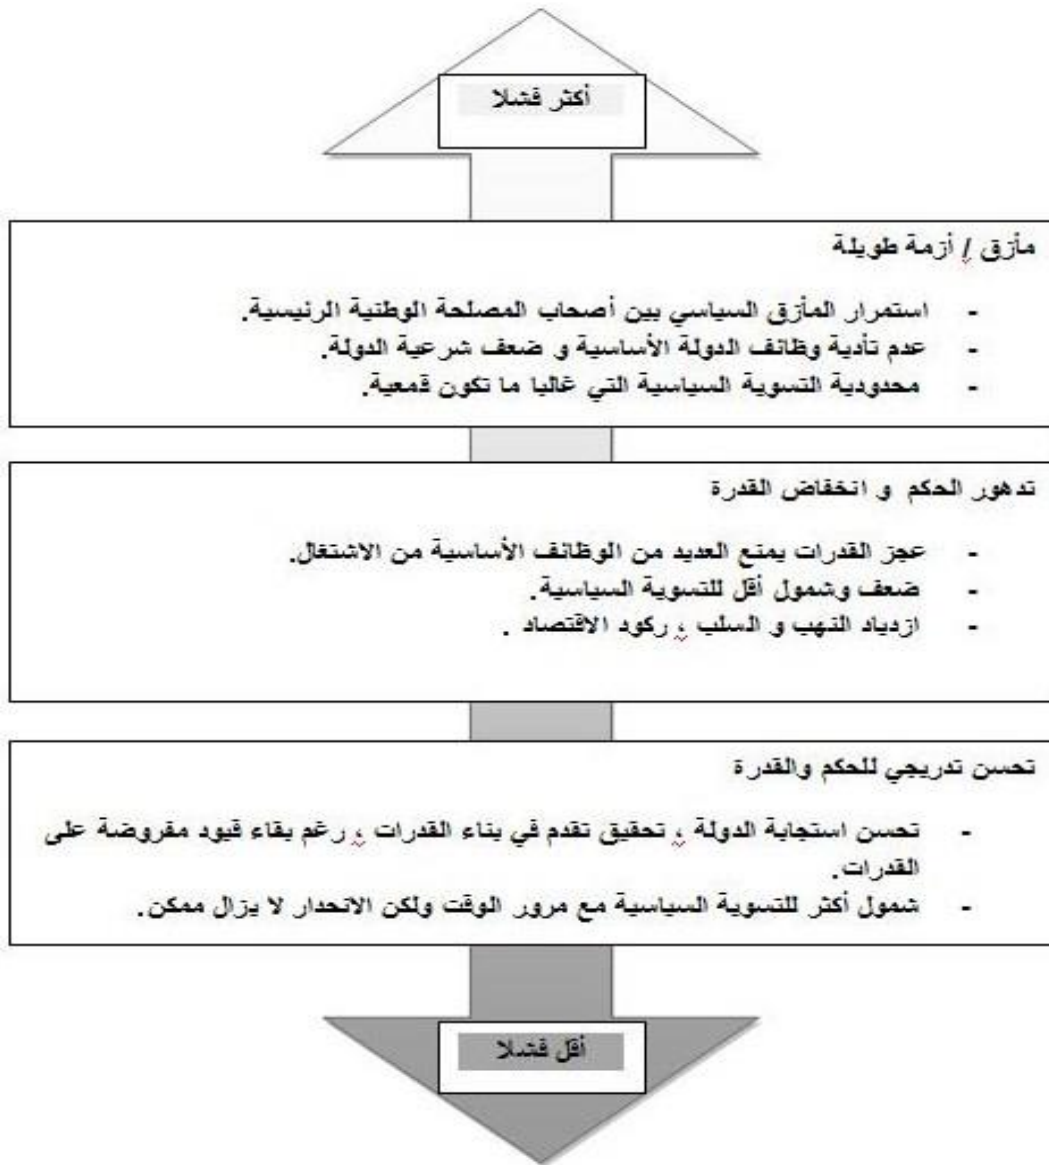 أكثر فشلا
مأزق / أزمة طويلة
- استمرار المأزق السياسي بين أصحاب المصلحة الوطنية الرئيسية.
- عدم تأدية وظائف الدولة الأساسية و ضعف شرعية الدولة.
- محدودية التسوية السياسية التي غالبا ما تكون قمعية.
تدهور الحكم و انخفاض القدرة
- عجز القدرات يمنع العديد من الوظائف الأساسية من الاشتغال.
- ضعف وشمول أقل للتسوية السياسية.
- ازدياد النهب و السلب ، ركود الاقتصاد .
تحسن تدريجي للحكم والقدرة
- تحسن استجابة الدولة ، تحقيق تقدم في بناء القدرات ، رغم بقاء قيود مفروضة على
القدرات.
- شمول أكثر للتسوية السياسية مع مرور الوقت ولكن الانحدار لا يزال ممكن.
أقل فشلا